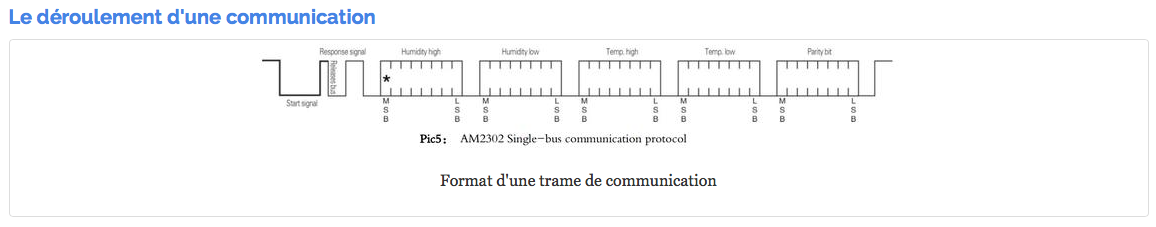 Le déroulement d'une communication
Response signal Humidity high Humidity low Temp. high Temp. low Parity bit
Releases bus
*
Start signal
M S B L S B M S B L S B M S B L S B M S B L S B M S B L S B
Pic5: AM2302 Single-bus communication protocol
Format d'une trame de communication